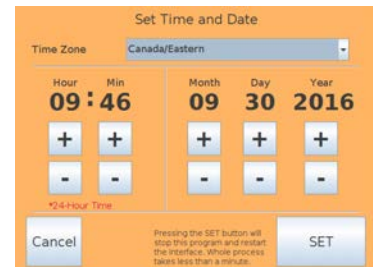 Set Time and Date
Time Zone Canada/Eastern
Hour Min Month Day Year
09 : 46 09 30 2016
+ + + + +
- - - - -
*24-Hour Time
Cancel
Pressing the SET button will
stop this program and restart
the interface. Whole process
takes less than a minute.
SET